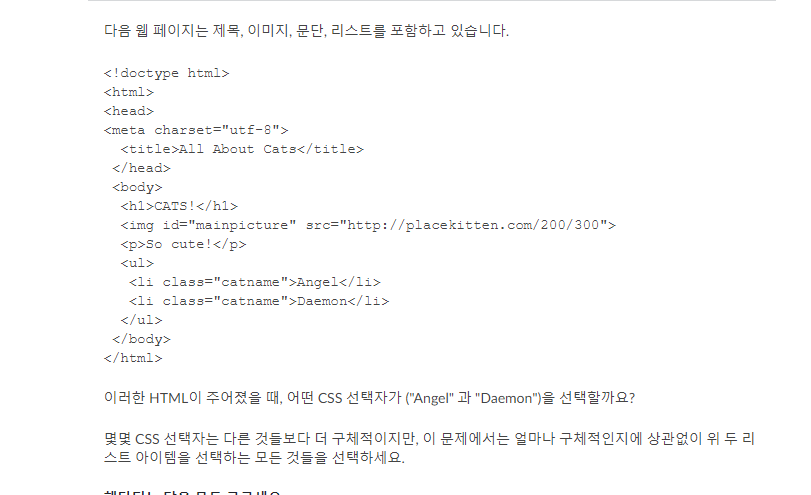 다음 웹 페이지는 제목, 이미지, 문단, 리스트를 포함하고 있습니다.
<!doctype html>
<html>
<head>
<meta charset="utf-8">
<title>All About Cats</title>
</head>
<body>
<h1>CATS!</h1>
<img id="mainpicture" src="http://placekitten.com/200/300">
<p>So cute!</p>
<ul>
<li class="catname">Angel</li>
<li class="catname">Daemon</li>
</ul>
</body>
</html>
이러한 HTML이 주어졌을 때, 어떤 CSS 선택자가 ("Angel" 과 "Daemon")을 선택할까요?
몇몇 CSS 선택자는 다른 것들보다 더 구체적이지만, 이 문제에서는 얼마나 구체적인지에 상관없이 위 두 리
스트 아이템을 선택하는 모든 것들을 선택하세요.